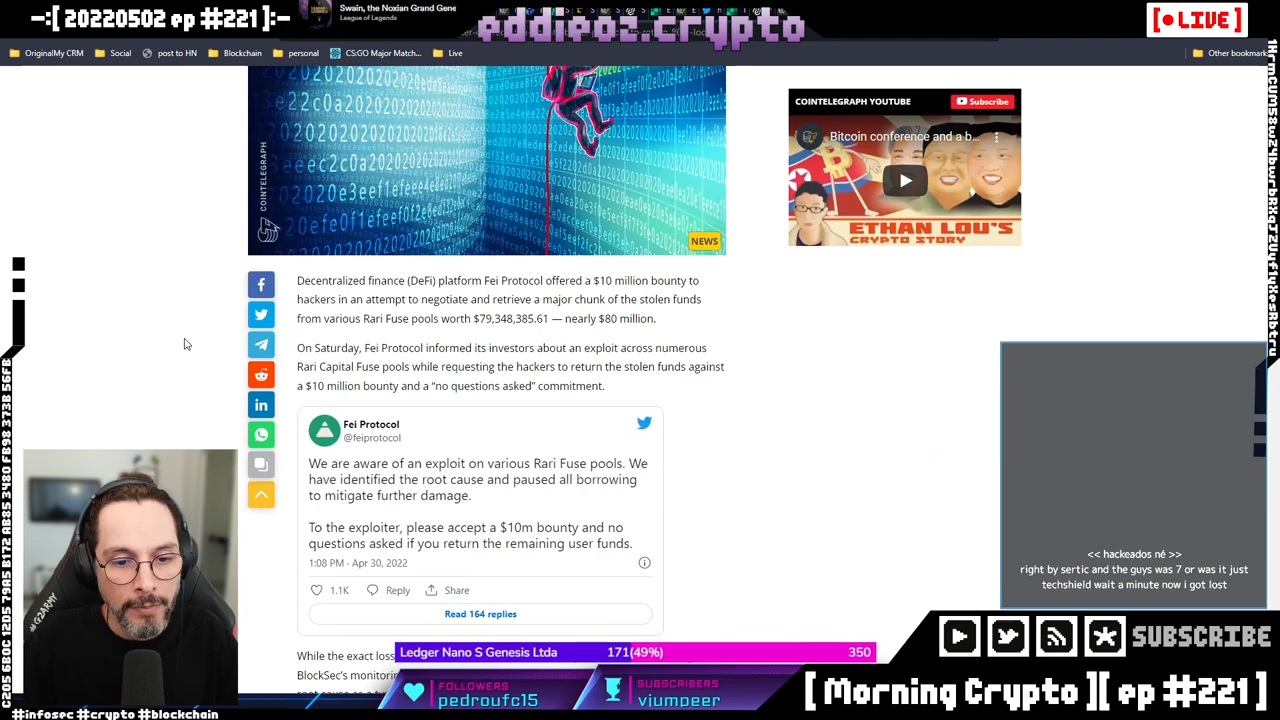 —:[ 20220502 ep #221 ]:—
Swain, the Noxian Grand Gene
League of Legends
eddieoz.crypto
[● LIVE ]
OriginalMy CRM
Social
post to HN
Blockchain
personal
CS:GO Major Match...
Live
Other bookmark
COINTELEGRAPH
NEWS
COINTELEGRAPH YOUTUBE
Subscribe
Bitcoin conference and a b...
ETHAN LOU'S
CRYPTO STORY
Decentralized finance (DeFi) platform Fei Protocol offered a $10 million bounty to
hackers in an attempt to negotiate and retrieve a major chunk of the stolen funds
from various Rari Fuse pools worth $79,348,385.61 — nearly $80 million.
On Saturday, Fei Protocol informed its investors about an exploit across numerous
Rari Capital Fuse pools while requesting the hackers to return the stolen funds against
a $10 million bounty and a “no questions asked” commitment.
Fei Protocol
@feiprotocol
We are aware of an exploit on various Rari Fuse pools. We
have identified the root cause and paused all borrowing
to mitigate further damage.
To the exploiter, please accept a $10m bounty and no
questions asked if you return the remaining user funds.
1:08 PM · Apr 30, 2022
1.1K
Reply
Share
Read 164 replies
While the exact loss
BlockSec's monitorin
<< hackeados né >>
right by sertic and the guys was 7 or was it just
techshield wait a minute now i got lost
Ledger Nano S Genesis Ltda
171(49%)
350
FOLLOWERS
pedroufc15
SUBSCRIBERS
vjumpeer
SUBSCRIBE
[ Morning Crypto ][ ep #221 ]
#infosec #crypto #blockchain